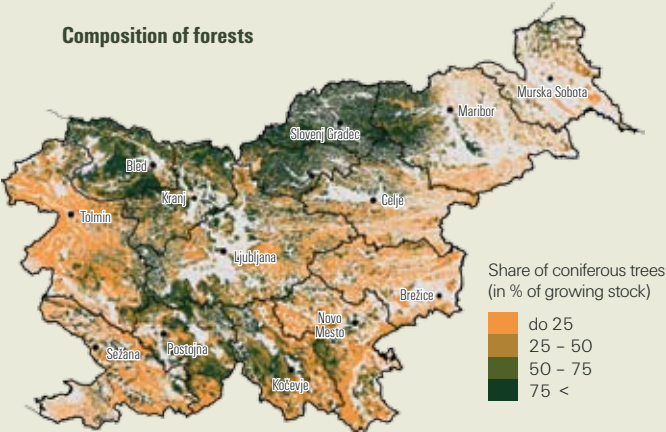 Composition of forests
Murska Sobota
Maribor
Slovenj Gradec
Bled
Kranj
Celje
Tolmin
Ljubljana
Share of coniferous trees
(in % of growing stock)
Brežice
do 25
Novo
Mesto
25 – 50
Sežana
Postojna
50 – 75
Kočevje
75 <